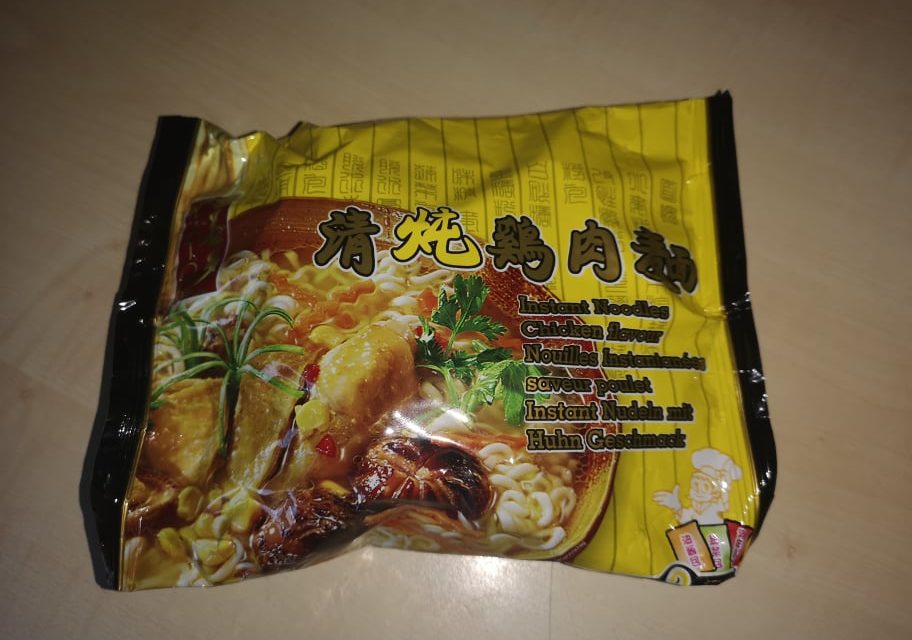 清炖鷄肉麵
Instant Noodles
Chicken flavour
Nouilles instantanées
saveur poulet
Instant Nudeln mit
Huhn Geschmack